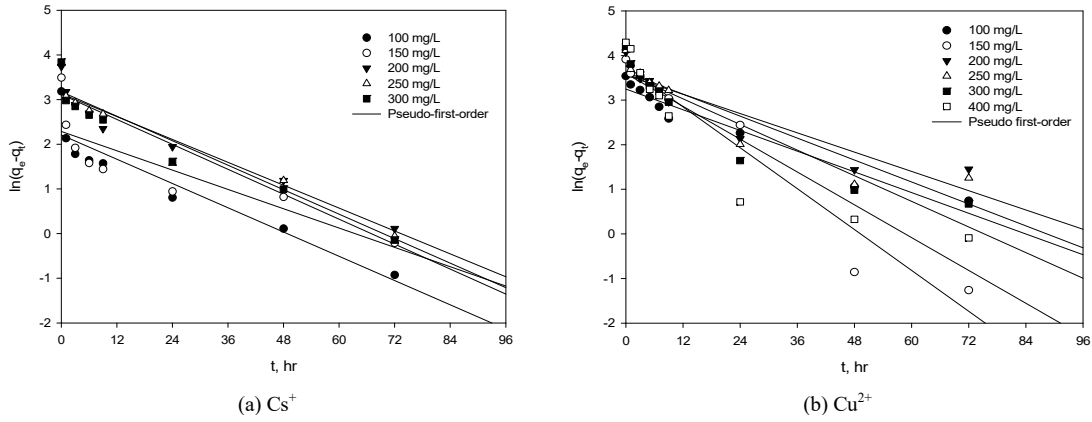 5
4
3
2
1
0
-1
-2
ln(qe-qt)
0 12 24 36 48 60 72 84 96
t, hr
100 mg/L
150 mg/L
200 mg/L
250 mg/L
300 mg/L
Pseudo-first-order
(a) Cs+
5
4
3
2
1
0
-1
-2
ln(qe-qt)
0 12 24 36 48 60 72 84 96
t, hr
100 mg/L
150 mg/L
200 mg/L
250 mg/L
300 mg/L
400 mg/L
Pseudo first-order
(b) Cu2+